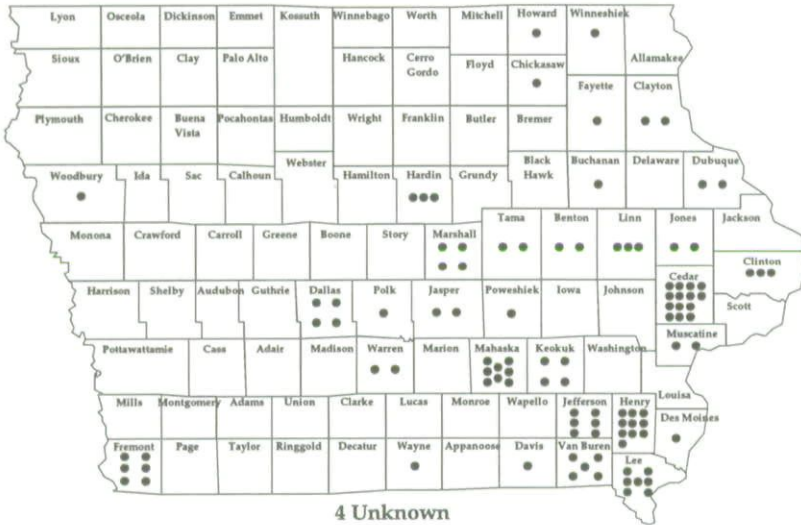 Lyon Osceola Dickinson Emmet Kossuth Winnebago Worth Mitchell Howard Winneshiek Allamakee
Sioux O'Brien Clay Palo Alto Hancock Cerro Gordo Floyd Chickasaw
Fayette Clayton
Plymouth Cherokee Buena Vista Pocahontas Humboldt Wright Franklin Butler Bremer
Woodbury Ida Sac Calhoun Webster Hamilton Hardin Grundy Black Hawk Buchanan Delaware Dubuque
Monona Crawford Carroll Greene Boone Story Marshall Tama Benton Linn Jones Jackson
Clinton
Harrison Shelby Audubon Guthrie Dallas Polk Jasper Poweshiek Iowa Johnson Cedar Scott
Muscatine
Pottawattamie Cass Adair Madison Warren Marion Mahaska Keokuk Washington
Louisa
Mills Montgomery Adams Union Clarke Lucas Monroe Wapello Jefferson Henry Des Moines
Fremont Page Taylor Ringgold Decatur Wayne Appanoose Davis Van Buren Lee
4 Unknown